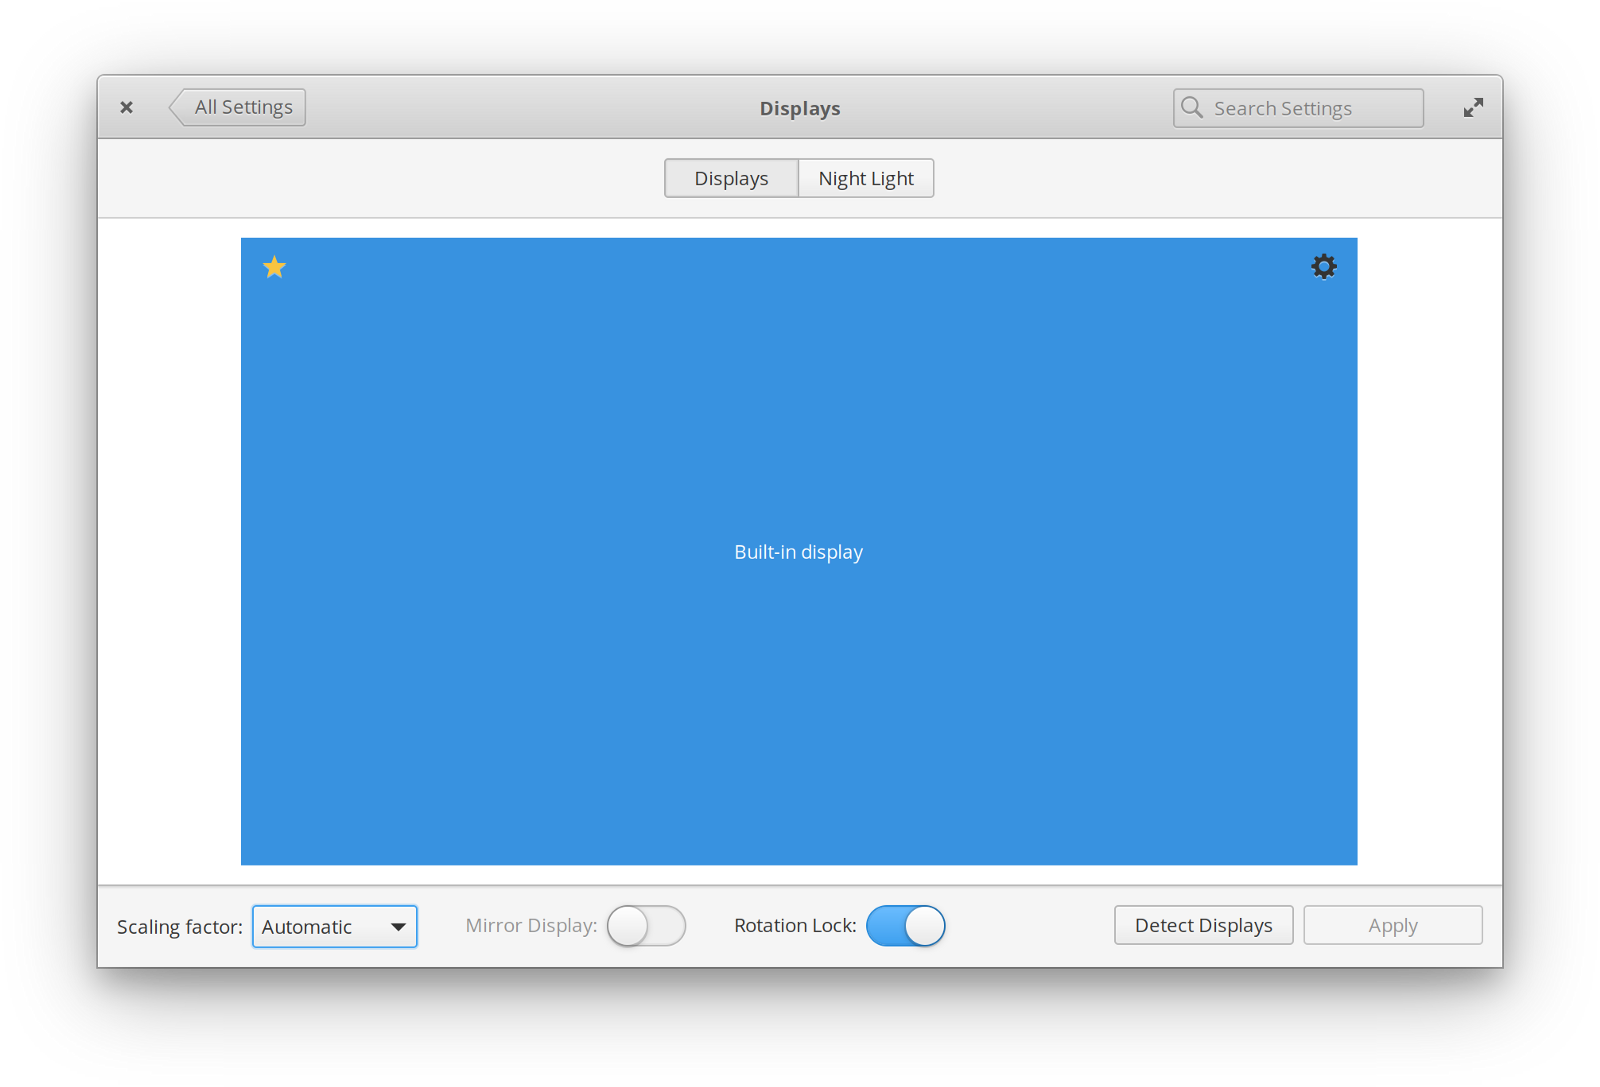 All Settings
Displays
Search Settings
Displays
Night Light
Built-in display
Scaling factor:
Automatic
Mirror Display:
Rotation Lock:
Detect Displays
Apply